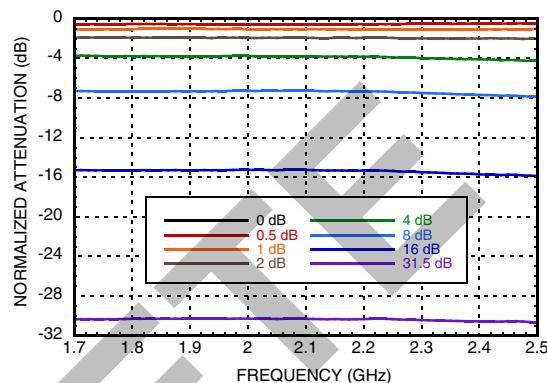 NORMALIZED ATTENUATION (dB)
0
-4
-8
-12
-16
-20
-24
-28
-32
0 dB
0.5 dB
1 dB
2 dB
4 dB
8 dB
16 dB
31.5 dB
1.7 1.8 1.9 2 2.1 2.2 2.3 2.4 2.5
FREQUENCY (GHz)